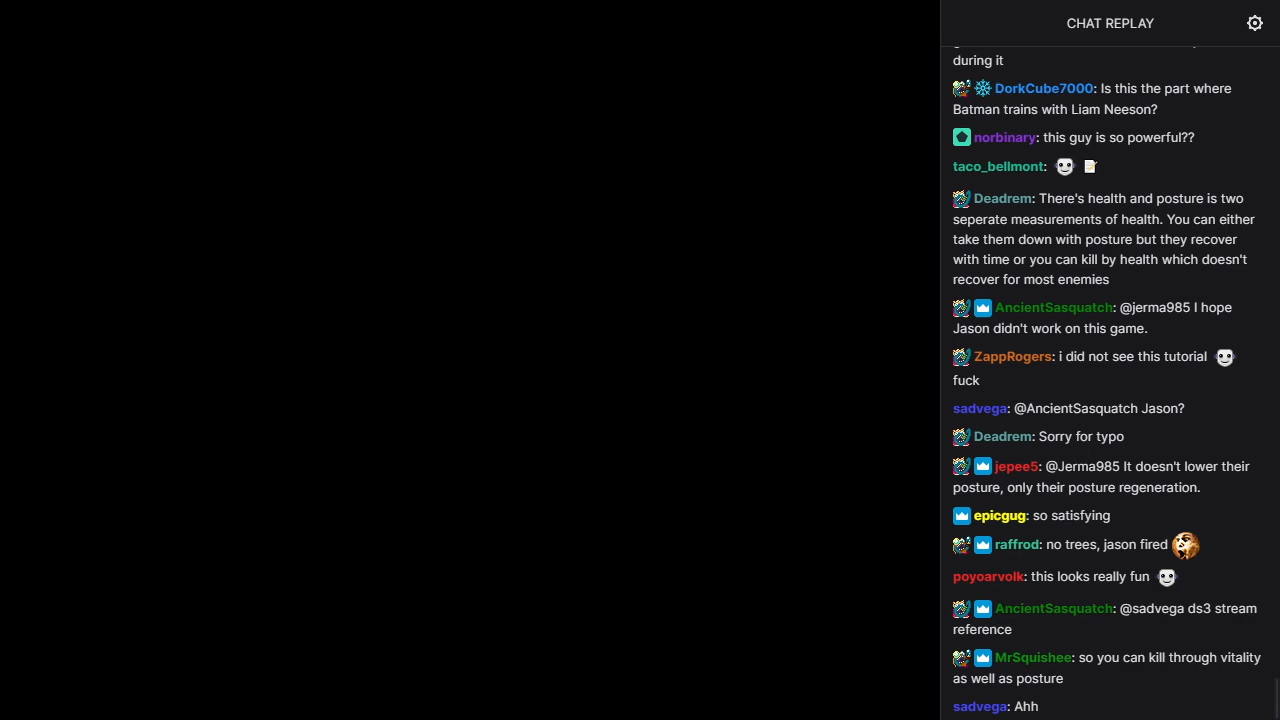 CHAT REPLAY
during it
DorkCube7000: Is this the part where
Batman trains with Liam Neeson?
norbinary: this guy is so powerful??
taco_bellmont:
Deadrem: There's health and posture is two
seperate measurements of health. You can either
take them down with posture but they recover
with time or you can kill by health which doesn't
recover for most enemies
AncientSasquatch: @jerma985 I hope
Jason didn't work on this game.
ZappRogers: i did not see this tutorial
fuck
sadvega: @AncientSasquatch Jason?
Deadrem: Sorry for typo
jepee5: @Jerma985 It doesn't lower their
posture, only their posture regeneration.
epicgug: so satisfying
raffrod: no trees, jason fired
poyoarvolk: this looks really fun
AncientSasquatch: @sadvega ds3 stream
reference
MrSquishee: so you can kill through vitality
as well as posture
sadvega: Ahh